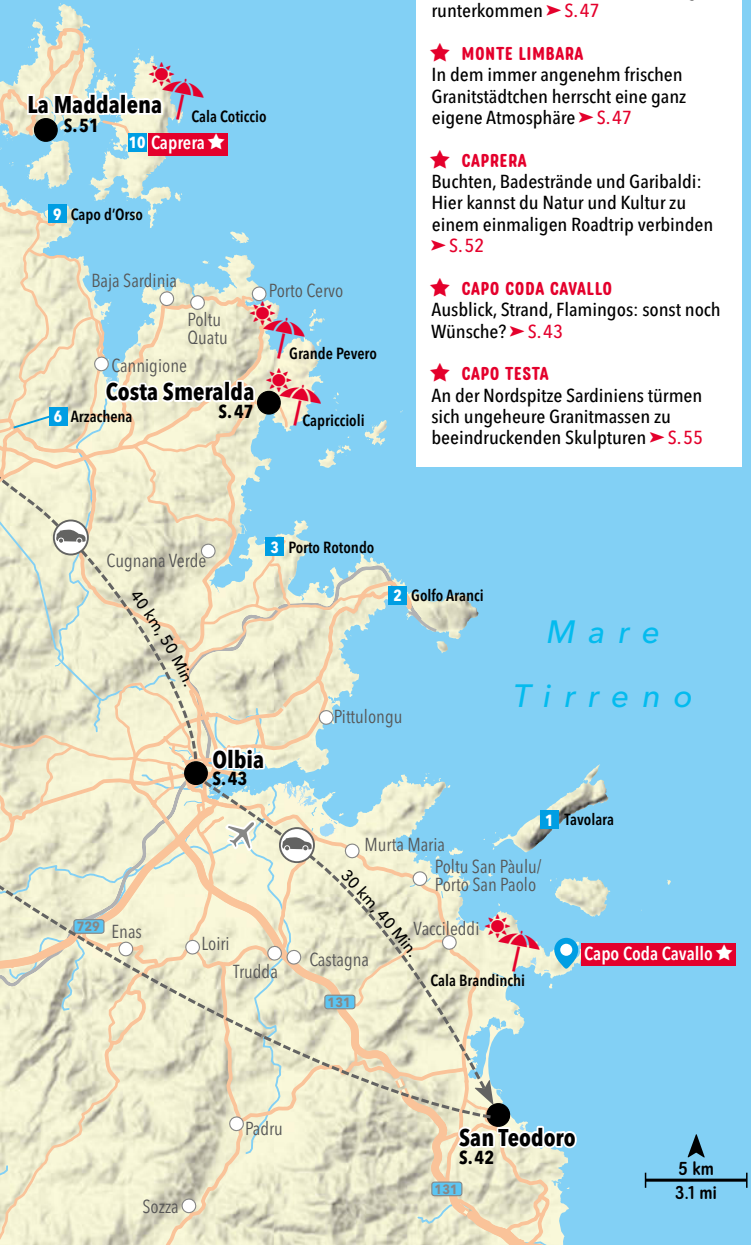 runterkommen ➤ S. 47
★ MONTE LIMBARA
In dem immer angenehm frischen
Granitstädtchen herrscht eine ganz
eigene Atmosphäre ➤ S. 47
★ CAPRERA
Buchten, Badestrände und Garibaldi:
Hier kannst du Natur und Kultur zu
einem einmaligen Roadtrip verbinden
➤ S. 52
★ CAPO CODA CAVALLO
Ausblick, Strand, Flamingos: sonst noch
Wünsche? ➤ S. 43
★ CAPO TESTA
An der Nordspitze Sardiniens türmen
sich ungeheure Granitmassen zu
beeindruckenden Skulpturen ➤ S. 55
La Maddalena
S. 51
Cala Coticcio
10 Caprera ★
9 Capo d'Orso
Baja Sardinia
Porto Cervo
Poltu
Quatu
Grande Pevero
Cannigione
Costa Smeralda
S. 47
Capriccioli
6 Arzachena
3 Porto Rotondo
Cugnana Verde
2 Golfo Aranci
40 km, 50 Min.
Mare
Tirreno
Pittulongu
Olbia
S. 43
1 Tavolara
Murta Maria
Poltu San Pàulu/
Porto San Paolo
30 km, 40 Min.
729
Enas
Loiri
Vaccileddi
Capo Coda Cavallo ★
Trudda
Castagna
Cala Brandinchi
131
Padru
San Teodoro
S. 42
5 km
3.1 mi
131
Sozza